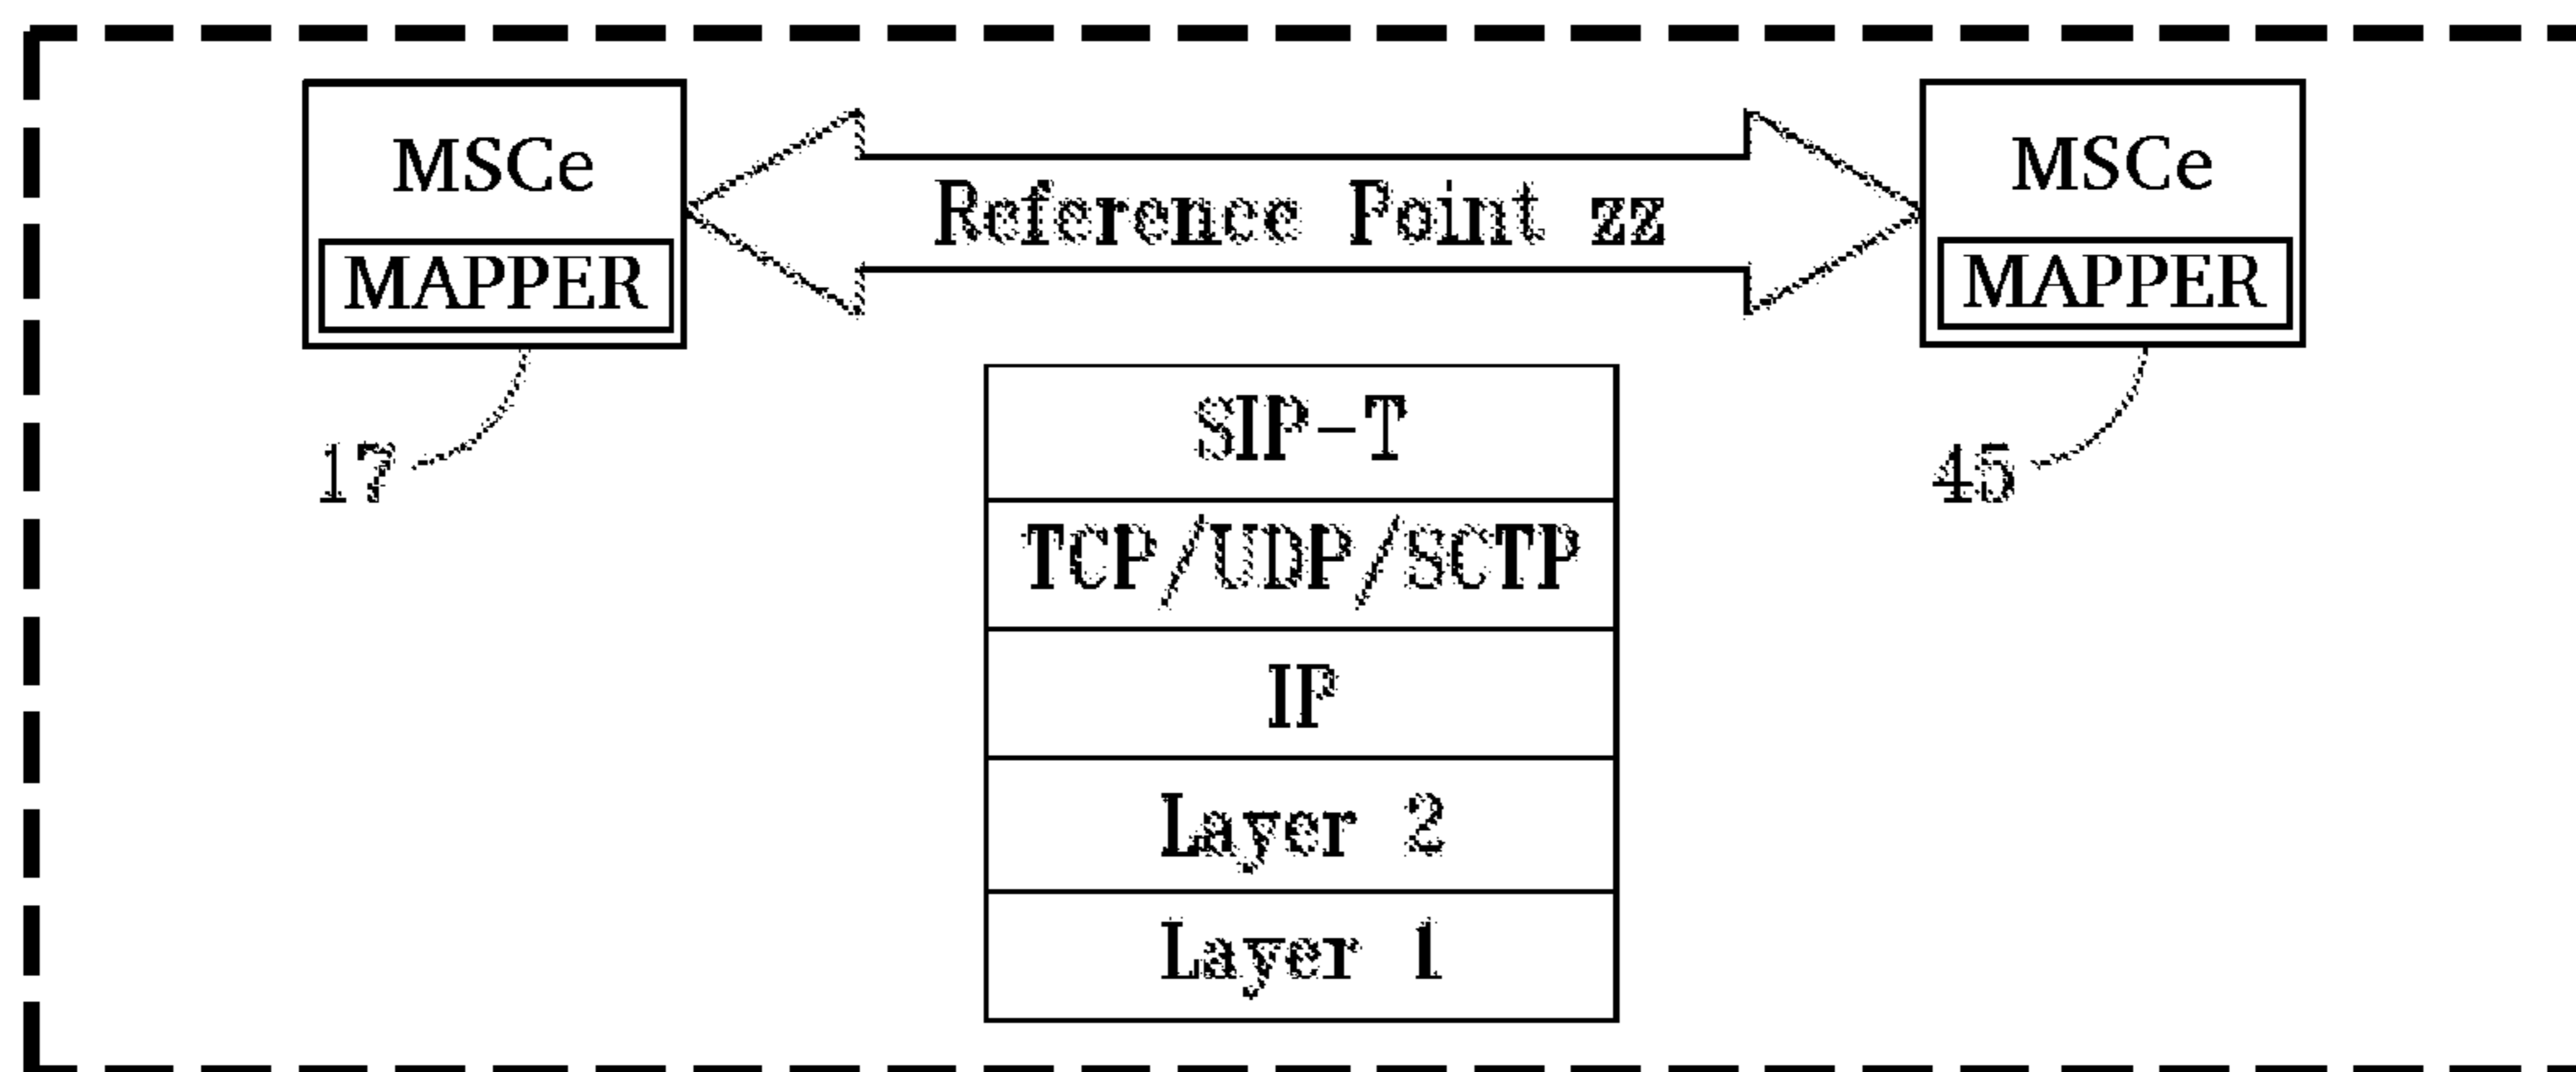 MSCe
MAPPER
Reference Point zz
MSCe
MAPPER
17
45
SIP-T
TCP/UDP/SCTP
IP
Layer 2
Layer 1